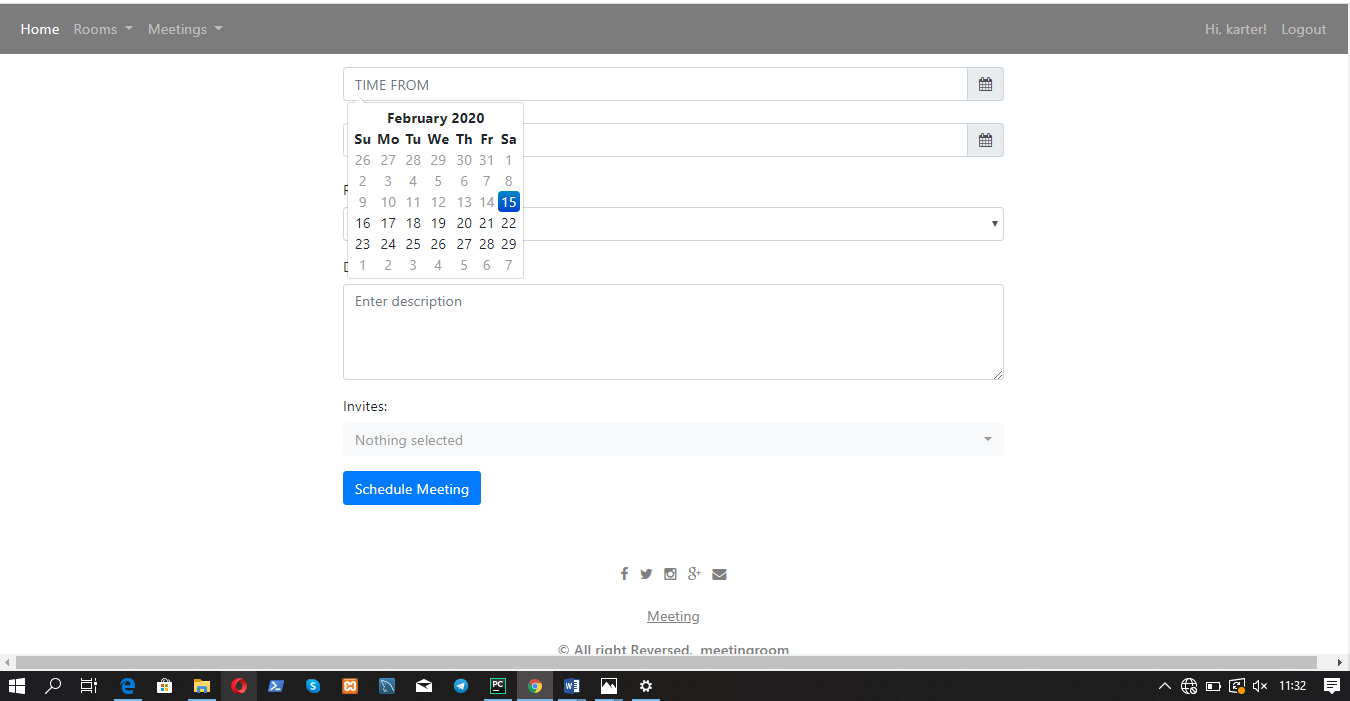 Home Rooms Meetings Hi, karter! Logout
TIME FROM
February 2020
Su Mo Tu We Th Fr Sa
26 27 28 29 30 31 1
2 3 4 5 6 7 8
9 10 11 12 13 14 15
16 17 18 19 20 21 22
23 24 25 26 27 28 29
1 2 3 4 5 6 7
Enter description
Invites:
Nothing selected
Schedule Meeting
Meeting
© All right Reversed. meetingroom
11:32